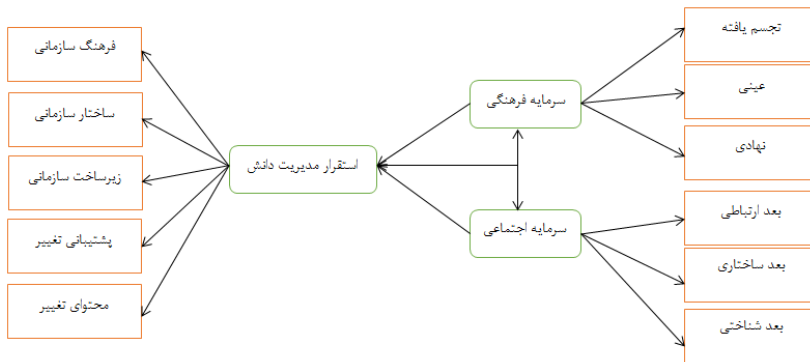 تجسم یافته
عینی
نهادی
بعد ارتباطی
بعد ساختاری
بعد شناختی
سرمایه فرهنگی
سرمایه اجتماعی
استقرار مدیریت دانش
فرهنگ سازمانی
ساختار سازمانی
زیرساخت سازمانی
پشتیبانی تغییر
محتوای تغییر